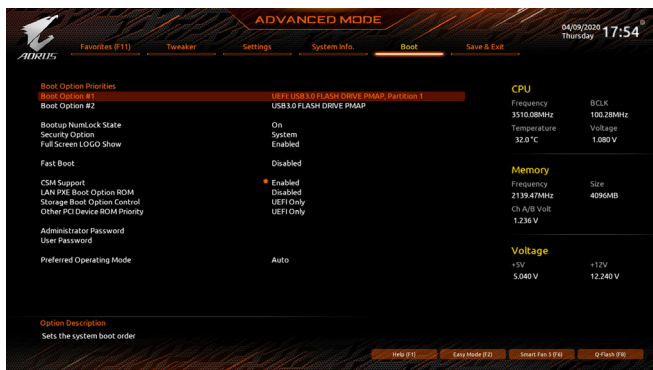 ADVANCED MODE
04/09/2020
Thursday
17:54
AORUS
Favorites (F11) Tweaker Settings System Info. Boot Save & Exit
Boot Option Priorities
Boot Option #1 UEFI: USB3.0 FLASH DRIVE PMAP, Partition 1
Boot Option #2 USB3.0 FLASH DRIVE PMAP
Bootup NumLock State On
Security Option System
Full Screen LOGO Show Enabled
Fast Boot Disabled
CSM Support Enabled
LAN PXE Boot Option ROM Disabled
Storage Boot Option Control UEFI Only
Other PCI Device ROM Priority UEFI Only
Administrator Password
User Password
Preferred Operating Mode Auto
CPU
Frequency BCLK
3510.08MHz 100.28MHz
Temperature Voltage
32.0 °C 1.080 V
Memory
Frequency Size
2139.47MHz 4096MB
Ch A/B Volt
1.236 V
Voltage
+5V +12V
5.040 V 12.240 V
Option Description
Sets the system boot order
Help (F1) Easy Mode (F2) Smart Fan 5 (F6) Q-Flash (F8)